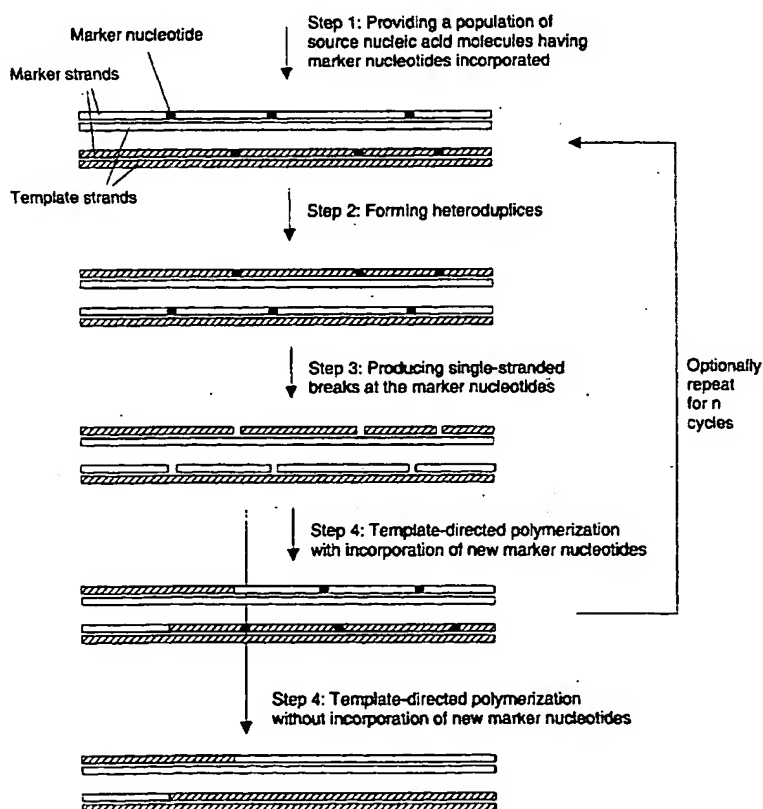 Step 1: Providing a population of
source nucleic acid molecules having
marker nucleotides incorporated
Marker nucleotide
Marker strands
Template strands
Step 2: Forming heteroduplices
Step 3: Producing single-stranded
breaks at the marker nucleotides
Optionally
repeat
for n
cycles
Step 4: Template-directed polymerization
with incorporation of new marker nucleotides
Step 4: Template-directed polymerization
without incorporation of new marker nucleotides